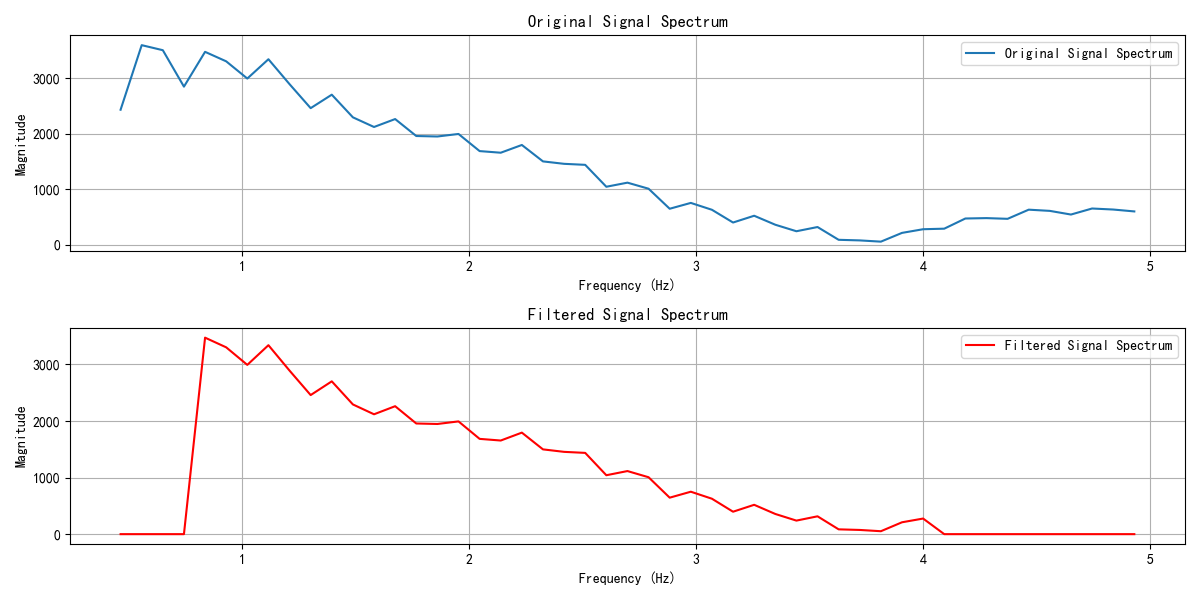 Original Signal Spectrum
Original Signal Spectrum
3000
2000
1000
0
Magnitude
1 2 3 4 5
Frequency (Hz)
Filtered Signal Spectrum
Filtered Signal Spectrum
3000
2000
1000
0
Magnitude
1 2 3 4 5
Frequency (Hz)